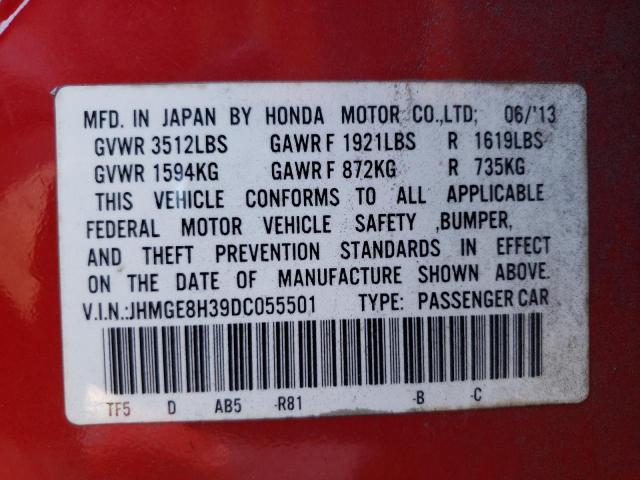 MFD. IN JAPAN BY HONDA MOTOR CO.,LTD; 06/'13
GVWR 3512LBS GAWR F 1921LBS R 1619LBS
GVWR 1594KG GAWR F 872KG R 735KG
THIS VEHICLE CONFORMS TO ALL APPLICABLE
FEDERAL MOTOR VEHICLE SAFETY ,BUMPER,
AND THEFT PREVENTION STANDARDS IN EFFECT
ON THE DATE OF MANUFACTURE SHOWN ABOVE.
V.I.N.:JHMGE8H39DC055501 TYPE: PASSENGER CAR
TF5 D AB5 -R81 -B -C